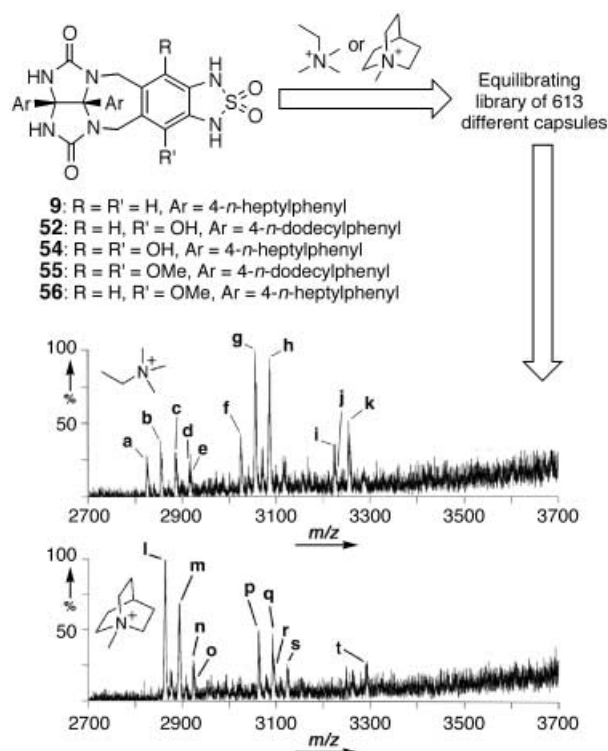 O
R
O
HN
N
HN
O
Ar
Ar
S
HN
N
NH
O
O
R'
N
+
or
N
+
Equilibrating
library of 613
different capsules
9: R = R' = H, Ar = 4-n-heptylphenyl
52: R = H, R' = OH, Ar = 4-n-dodecylphenyl
54: R = R' = OH, Ar = 4-n-heptylphenyl
55: R = R' = OMe, Ar = 4-n-dodecylphenyl
56: R = H, R' = OMe, Ar = 4-n-heptylphenyl
100
%
50
N
+
a
b
c
d
e
f
g
h
i
j
k
2700 2900 3100 3300 3500 3700
m/z
100
%
50
N
+
l
m
n
o
p
q
r
s
t
2700 2900 3100 3300 3500 3700
m/z